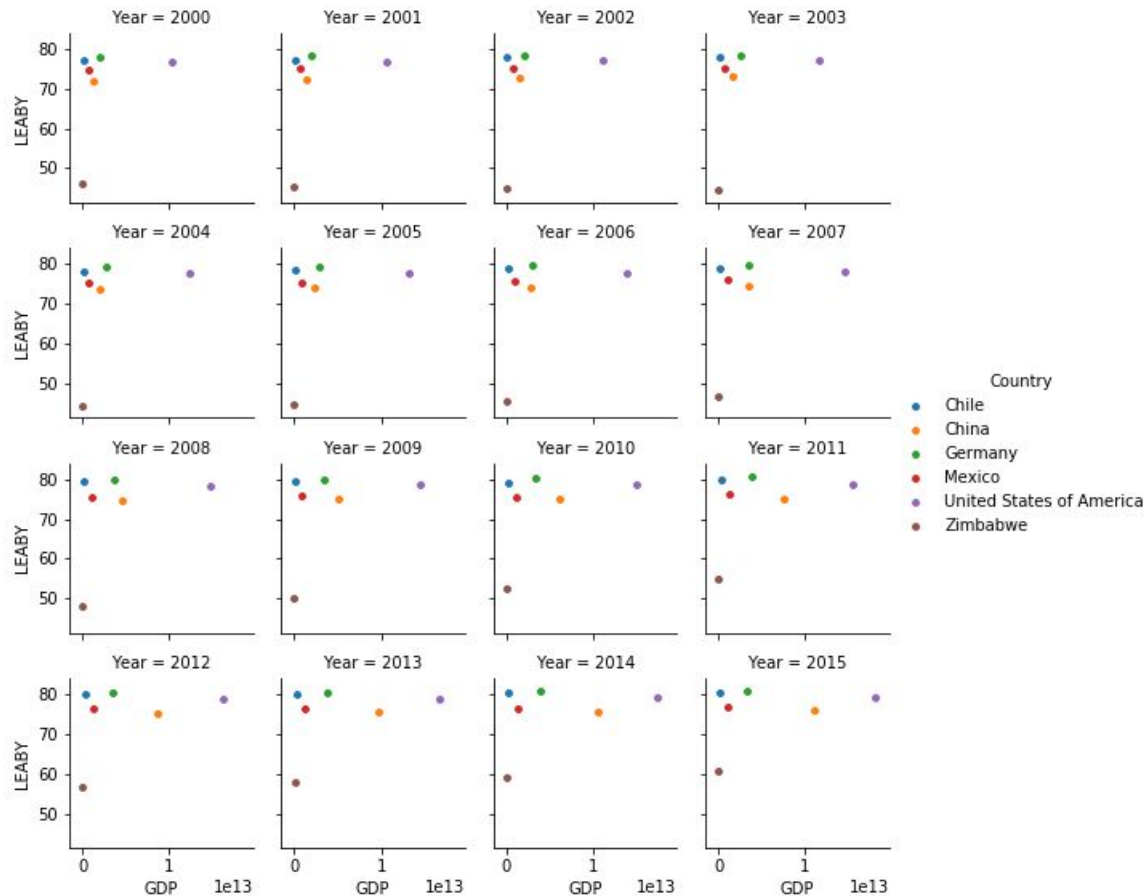 Year = 2000 Year = 2001 Year = 2002 Year = 2003
80
70
60
50
LEABY
Year = 2004 Year = 2005 Year = 2006 Year = 2007
80
70
60
50
LEABY
Country
Chile
China
Germany
Mexico
United States of America
Zimbabwe
Year = 2008 Year = 2009 Year = 2010 Year = 2011
80
70
60
50
LEABY
Year = 2012 Year = 2013 Year = 2014 Year = 2015
80
70
60
50
LEABY
0 1 0 1 0 1 0 1
GDP 1e13 GDP 1e13 GDP 1e13 GDP 1e13